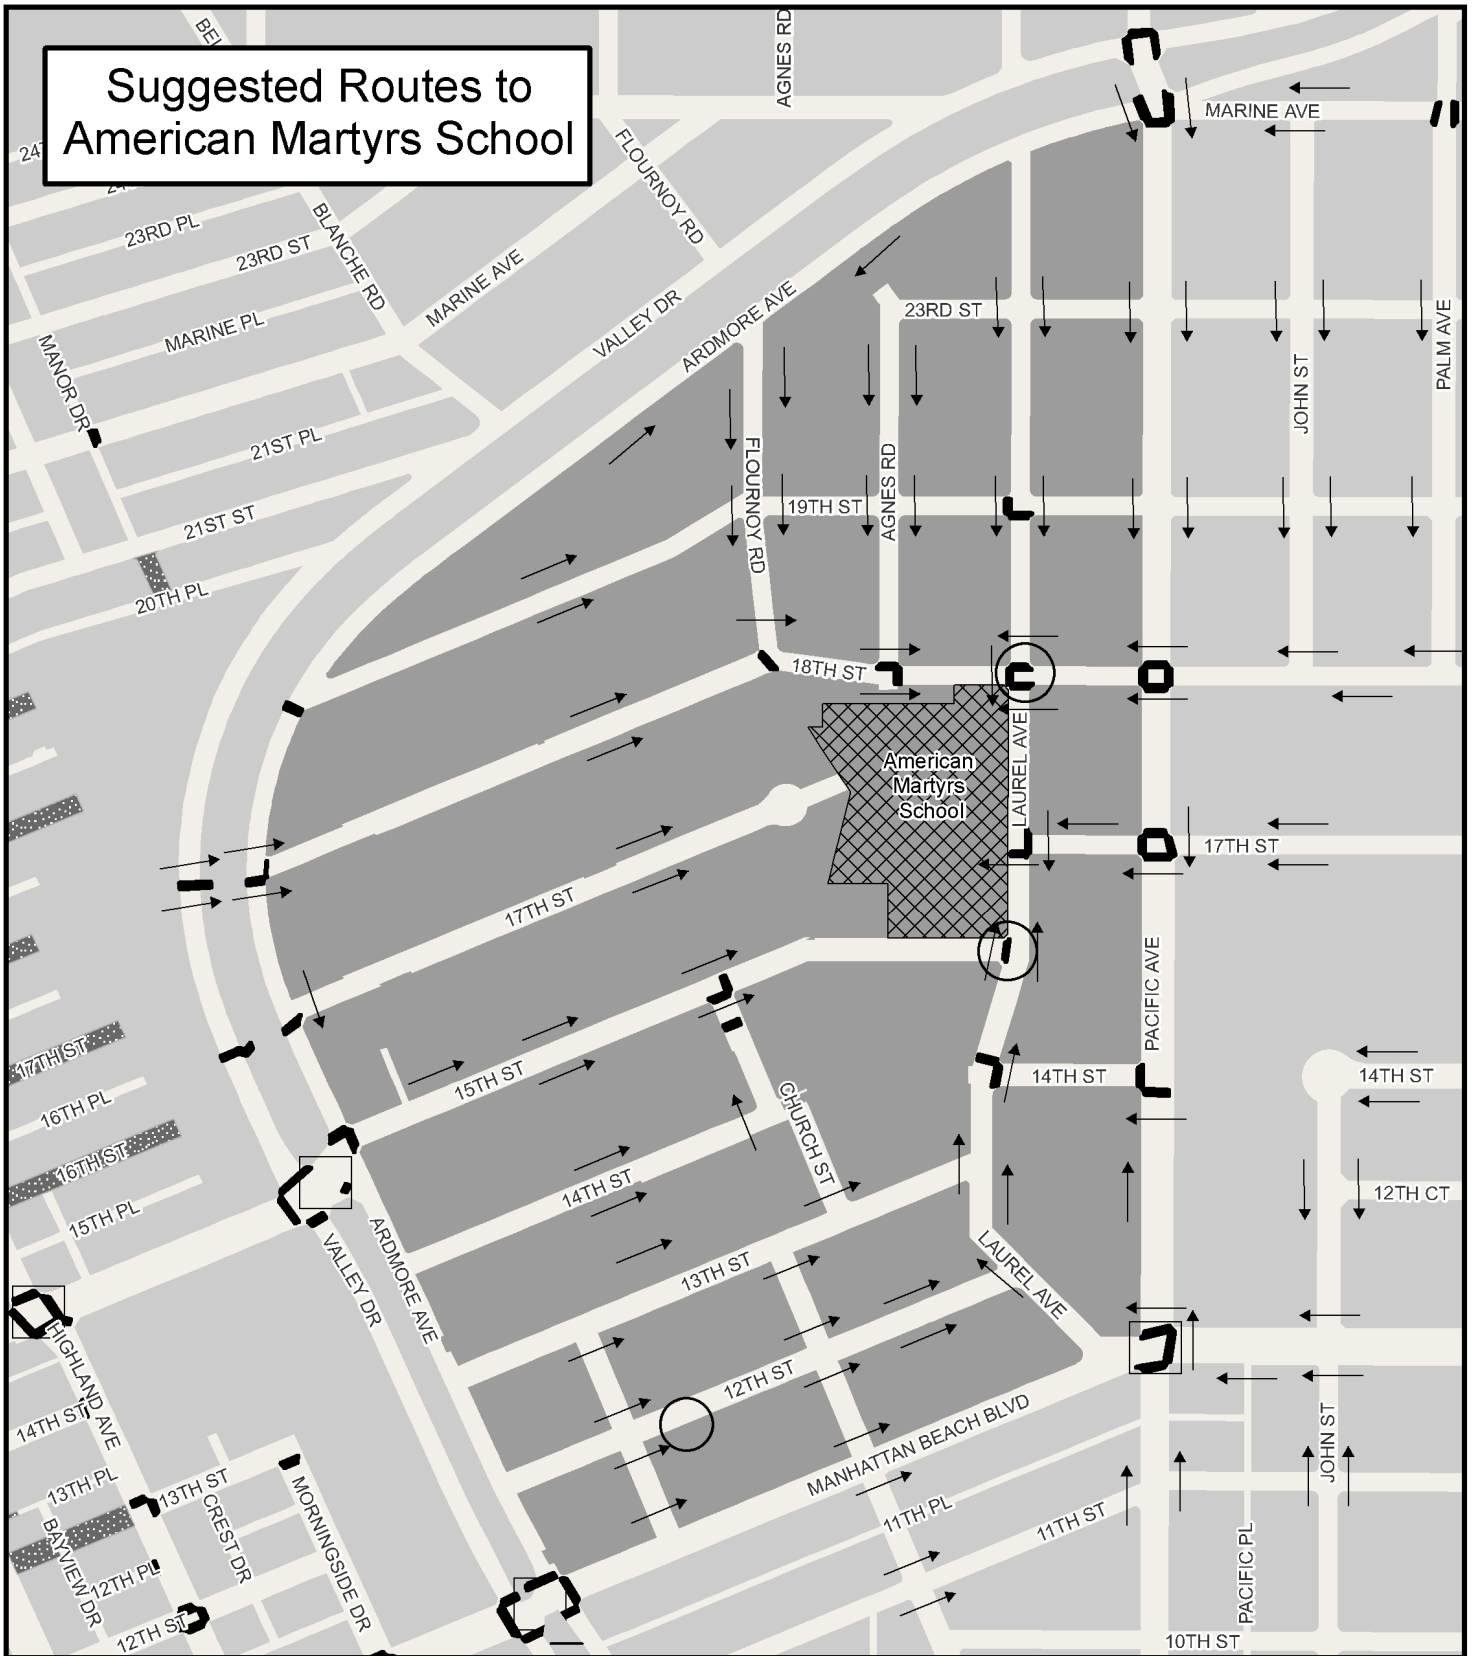 Suggested Routes to
American Martyrs School
AGNES RD
MARINE AVE
FLOURNOY RD
23RD PL
23RD ST
BLANCHE RD
MARINE AVE
MARINE PL
VALLEY DR
ARDMORE AVE
23RD ST
PALM AVE
MANOR DR
JOHN ST
21ST PL
21ST ST
FLOURNOY RD
19TH ST
AGNES RD
20TH PL
18TH ST
LAUREL AVE
American
Martyrs
School
17TH ST
17TH ST
PACIFIC AVE
17TH ST
16TH PL
15TH ST
14TH ST
14TH ST
CHURCH ST
16TH ST
15TH PL
14TH ST
12TH CT
ARDMORE AVE
VALLEY DR
LAUREL AVE
13TH ST
HIGHLAND AVE
12TH ST
14TH ST
MANHATTAN BEACH BLVD
JOHN ST
13TH PL
13TH ST
CREST DR
MORNINGSIDE DR
11TH PL
11TH ST
BAYVIEW DR
12TH PL
PACIFIC PL
12TH ST
10TH ST